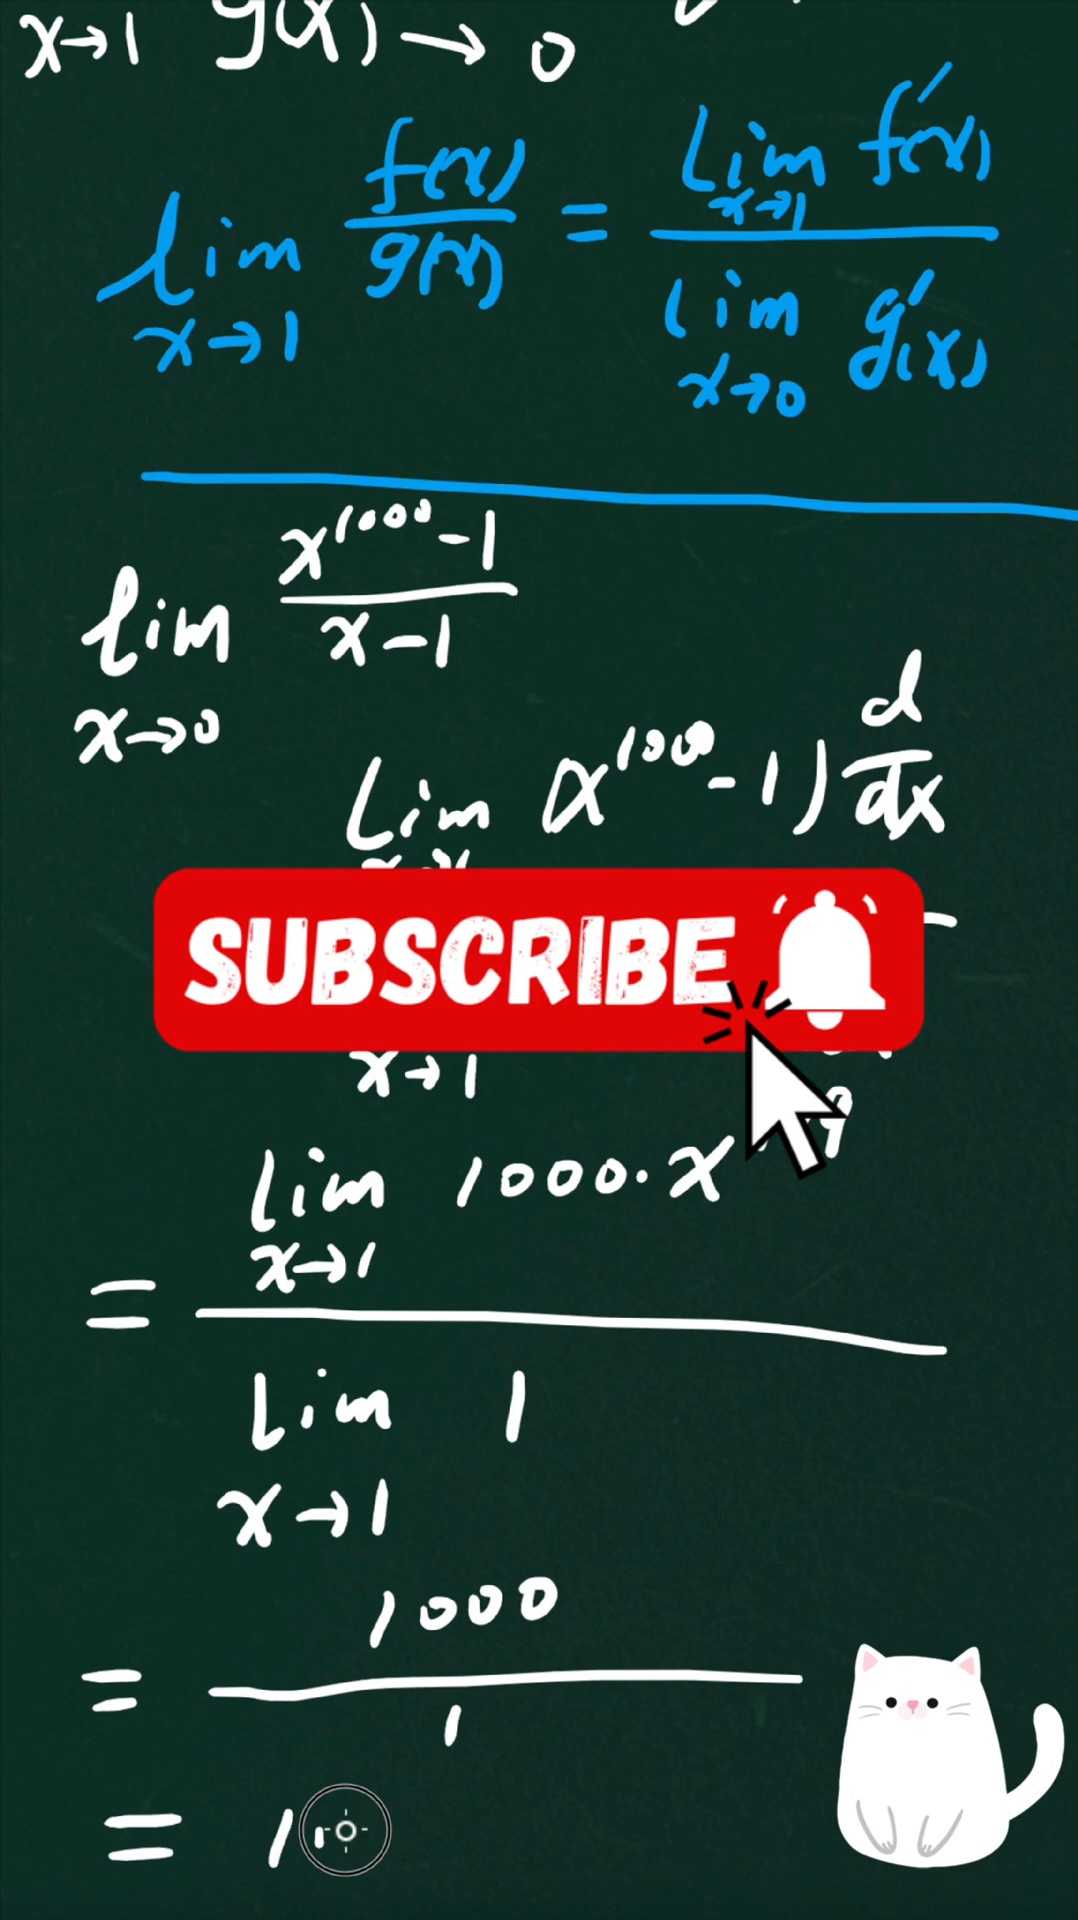 x→1 g(x) → 0
lim x→1 f(x)/g(x) = lim x→1 f'(x) / lim x→0 g'(x)
lim x→0 x^1000 - 1 / x - 1
lim (x^1000 - 1) d/dx
SUBSCRIBE
x→1
= lim x→1 1000·x / lim x→1 1
= 1000 / 1
= 1